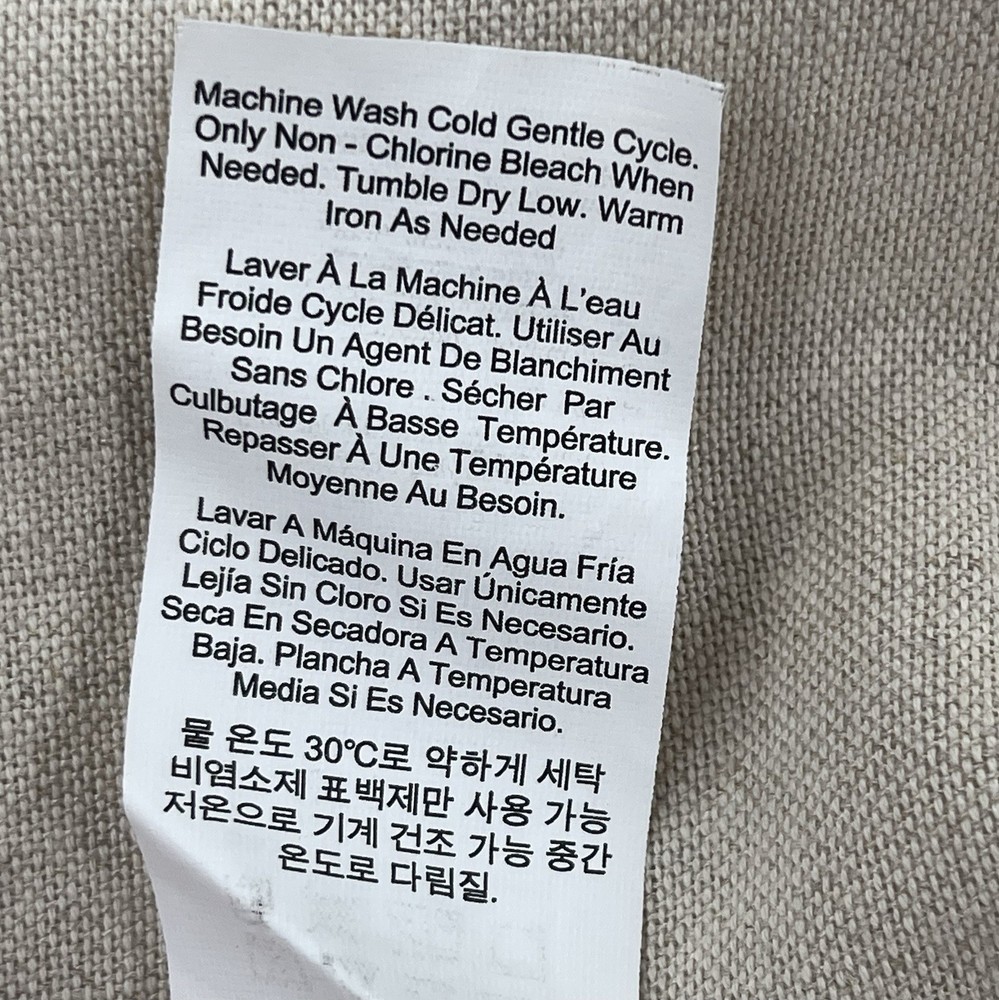 Machine Wash Cold Gentle Cycle.
Only Non - Chlorine Bleach When
Needed. Tumble Dry Low. Warm
Iron As Needed
Laver À La Machine À L'eau
Froide Cycle Délicat. Utiliser Au
Besoin Un Agent De Blanchiment
Sans Chlore . Sécher Par
Culbutage À Basse Température.
Repasser À Une Température
Moyenne Au Besoin.
Lavar A Máquina En Agua Fría
Ciclo Delicado. Usar Únicamente
Lejía Sin Cloro Si Es Necesario.
Seca En Secadora A Temperatura
Baja. Plancha A Temperatura
Media Si Es Necesario.
물 온도 30℃로 약하게 세탁
비염소제 표백제만 사용 가능
저온으로 기계 건조 가능 중간
온도로 다림질.